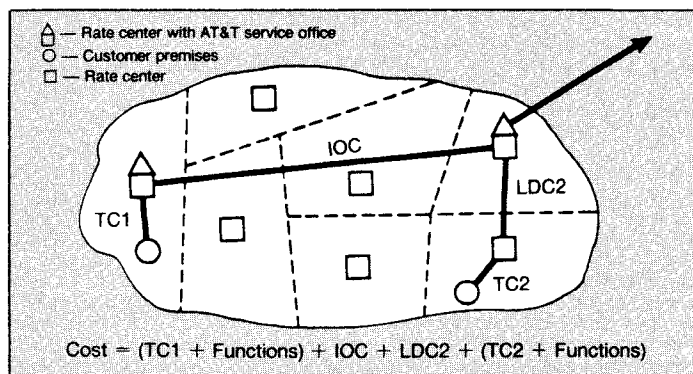 — Rate center with AT&T service office
— Customer premises
— Rate center
IOC
LDC2
TC1
TC2
Cost = (TC1 + Functions) + IOC + LDC2 + (TC2 + Functions)